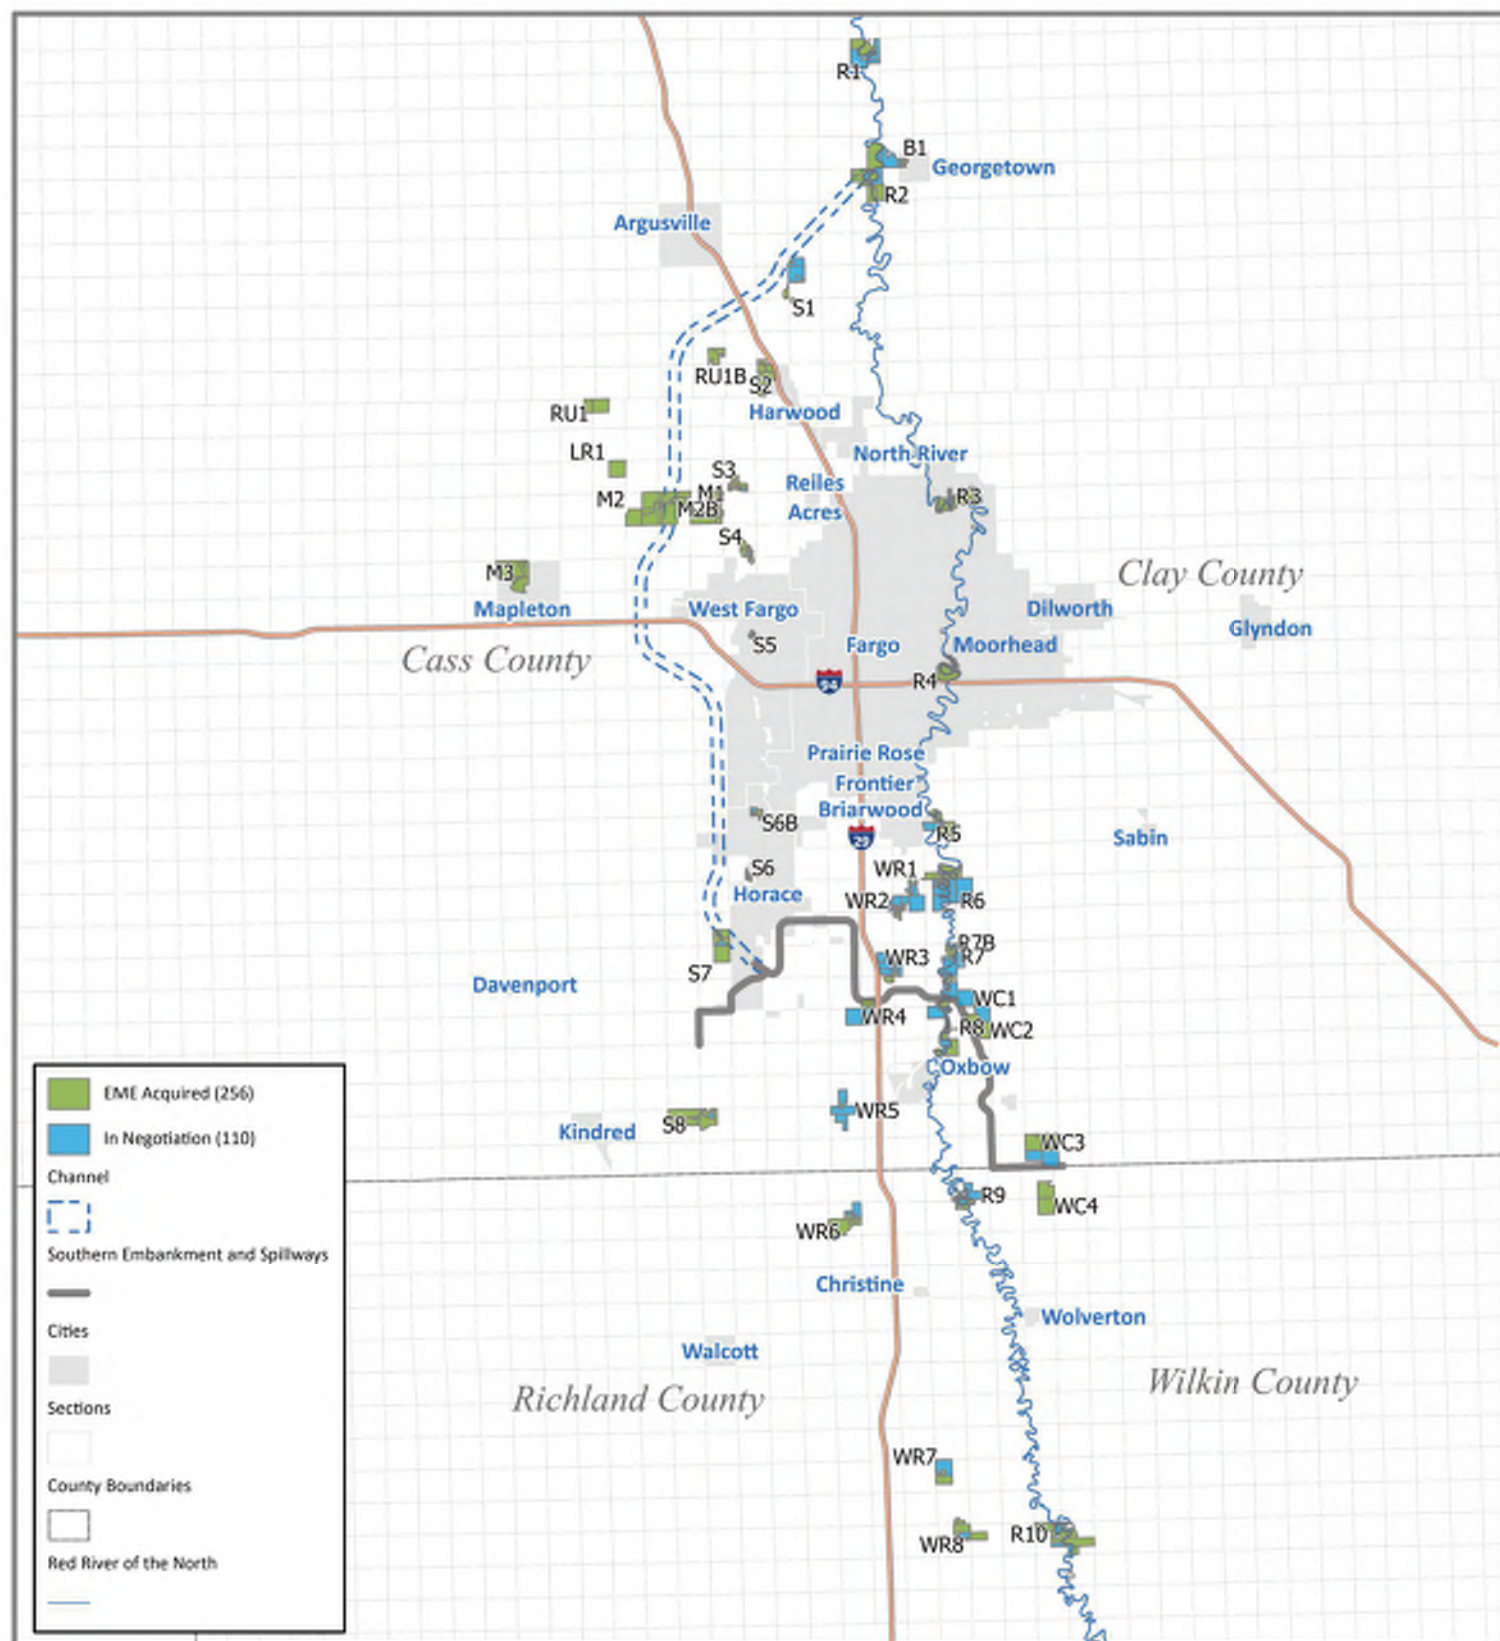 R1
B1
Georgetown
R2
Argusville
S1
RU1B
S2
Harwood
RU1
LR1
North River
S3
Reiles
Acres
M2
M1
M2B
R3
S4
M3
Clay County
Mapleton
West Fargo
Dilworth
Glyndon
S5
Fargo
Moorhead
Cass County
94
R4
Prairie Rose
Frontier
Briarwood
S6B
29
R5
Sabin
S6
WR1
Horace
WR2
R6
R7B
WR3
R7
S7
Davenport
WC1
WR4
R8
WC2
Oxbow
EME Acquired (256)
WR5
S8
Kindred
In Negotiation (110)
WC3
Channel
R9
WC4
WR6
Southern Embankment and Spillways
Christine
Wolverton
Cities
Walcott
Richland County
Wilkin County
Sections
WR7
County Boundaries
WR8
R10
Red River of the North